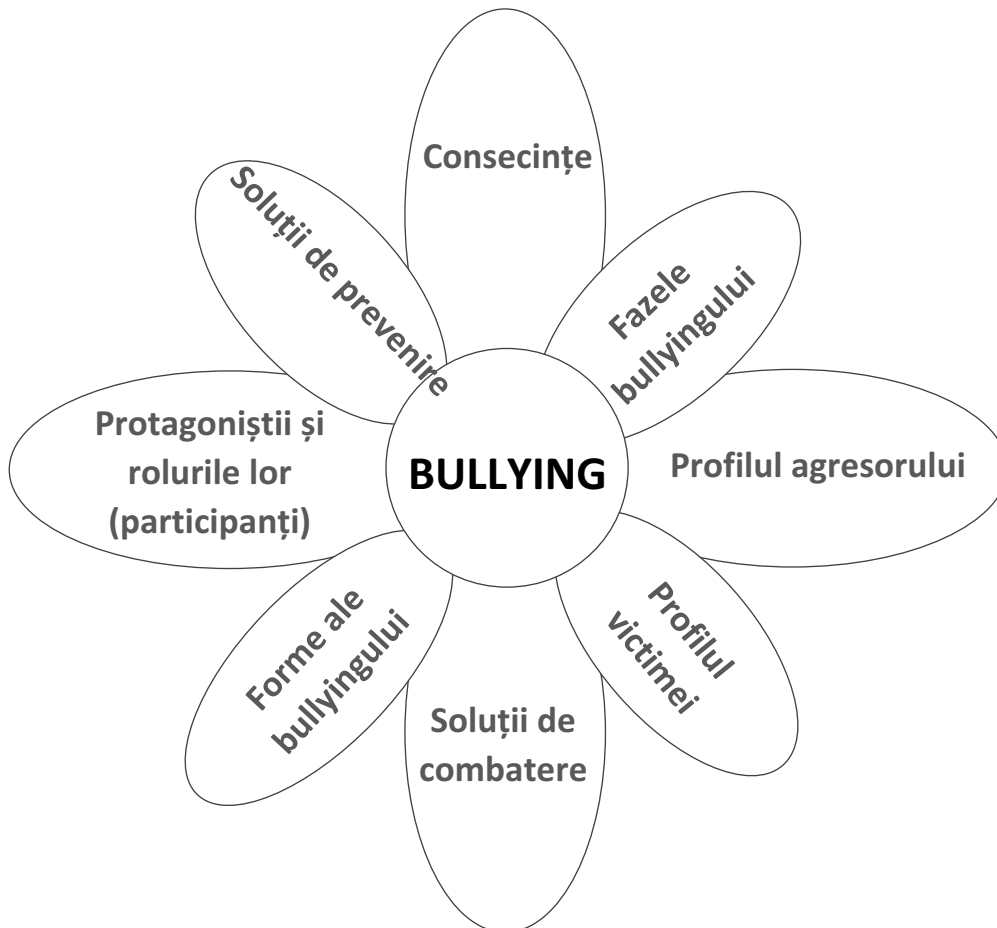 Consecințe
Soluții de prevenire
Fazele
bullyingului
Protagoniștii și
rolurile lor
(participanți)
BULLYING
Profilul agresorului
Forme ale
bullyingului
Profilul
victimei
Soluții de
combatere